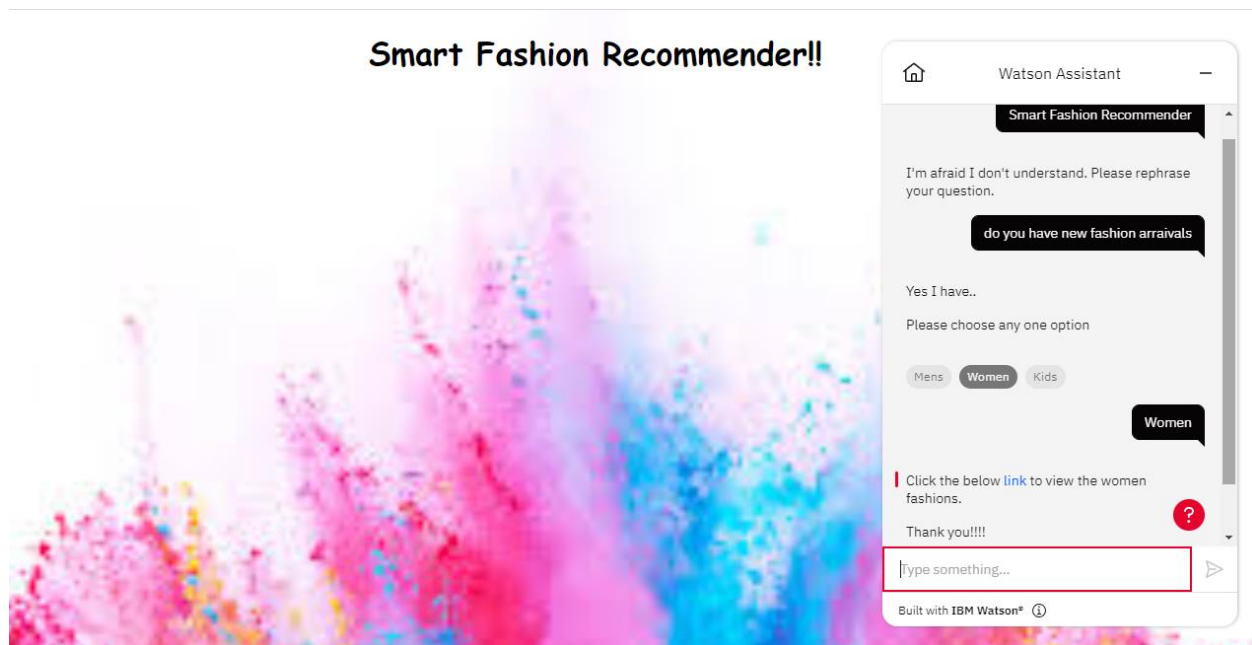 Smart Fashion Recommender!!
Watson Assistant
Smart Fashion Recommender
I'm afraid I don't understand. Please rephrase
your question.
do you have new fashion arraivals
Yes I have..
Please choose any one option
Mens Women Kids
Women
Click the below link to view the women
fashions.
?
Thank you!!!!
Type something...
Built with IBM Watson®